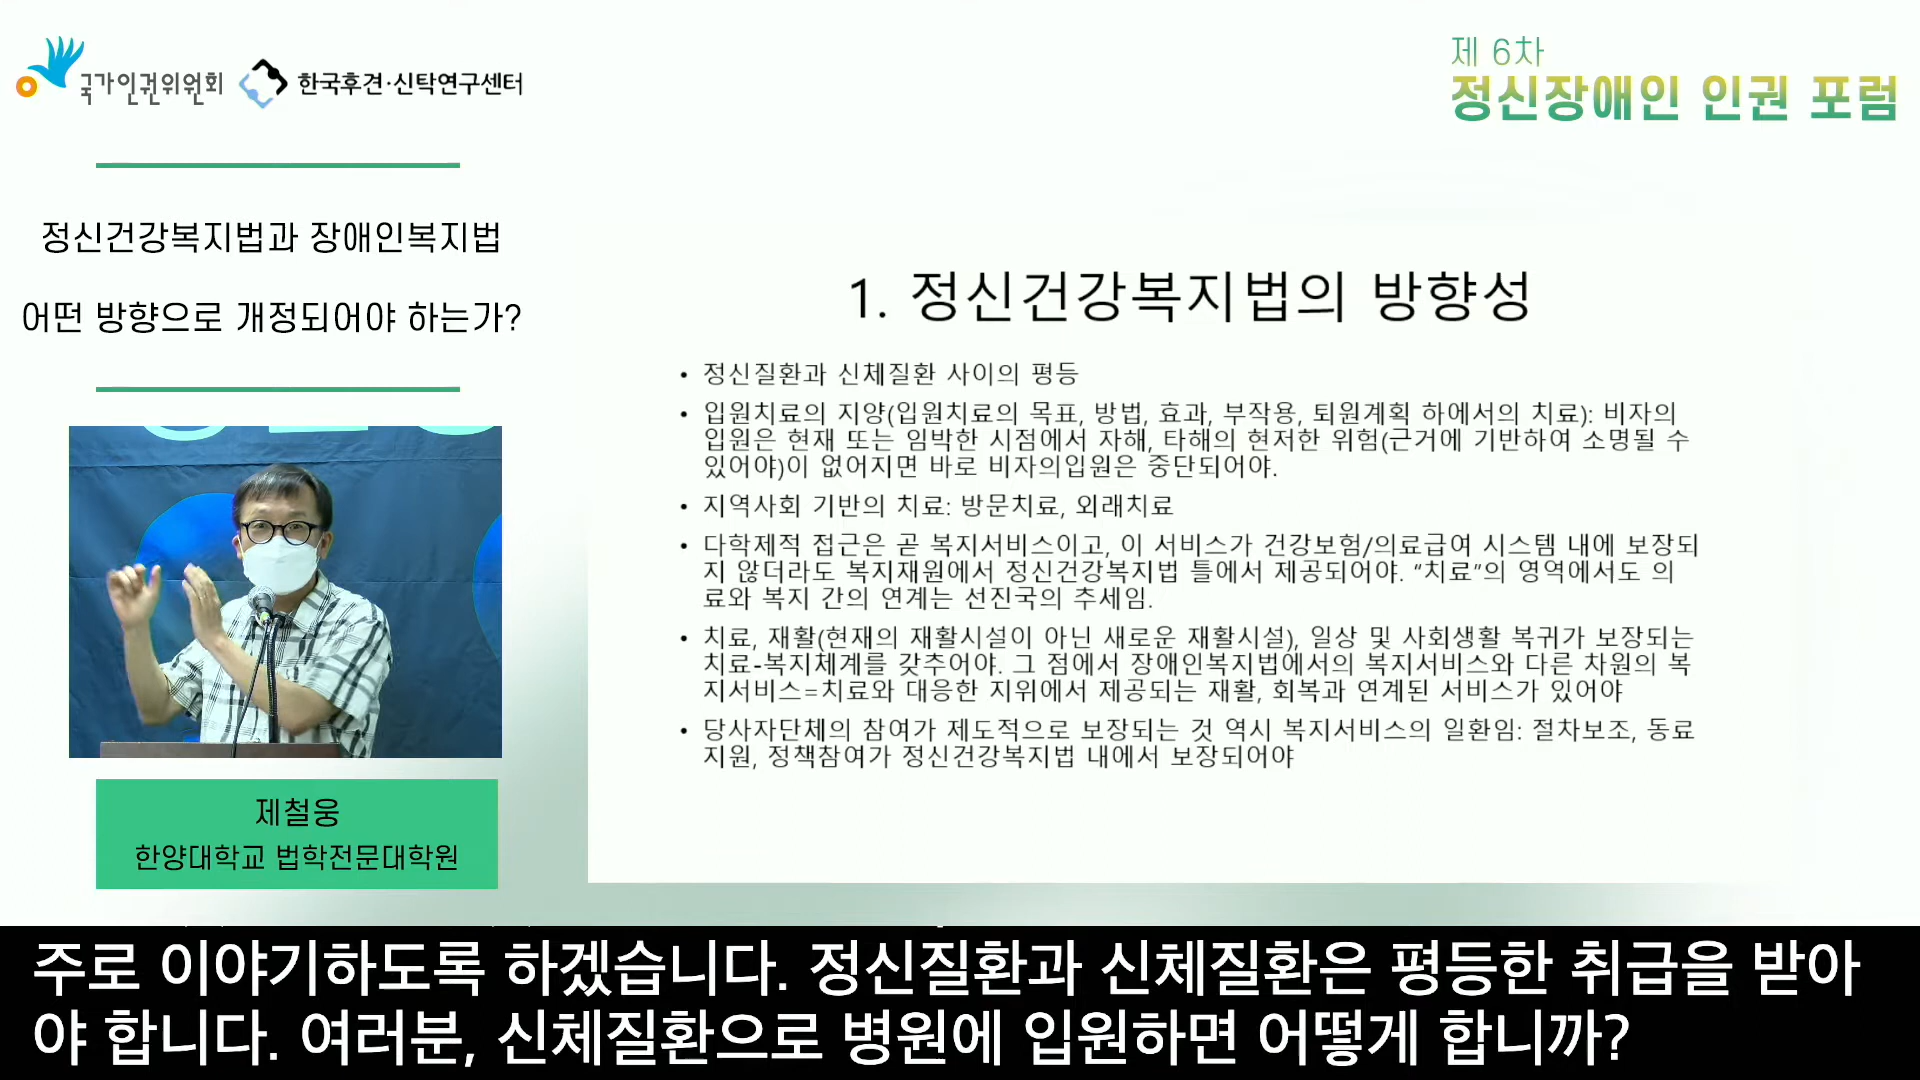 국가인권위원회
한국후견·신탁연구센터
제 6차
정신장애인 인권 포럼
정신건강복지법과 장애인복지법
어떤 방향으로 개정되어야 하는가?
1. 정신건강복지법의 방향성
• 정신질환과 신체질환 사이의 평등
• 입원치료의 지양(입원치료의 목표, 방법, 효과, 부작용, 퇴원계획 하에서의 치료): 비자의
입원은 현재 또는 임박한 시점에서 자해, 타해의 현저한 위험(근거에 기반하여 소명될 수
있어야)이 없어지면 바로 비자의입원은 중단되어야.
• 지역사회 기반의 치료: 방문치료, 외래치료
• 다학제적 접근은 곧 복지서비스이고, 이 서비스가 건강보험/의료급여 시스템 내에 보장되
지 않더라도 복지재원에서 정신건강복지법 틀에서 제공되어야. “치료”의 영역에서도 의
료와 복지 간의 연계는 선진국의 추세임.
• 치료, 재활(현재의 재활시설이 아닌 새로운 재활시설), 일상 및 사회생활 복귀가 보장되는
치료-복지체계를 갖추어야. 그 점에서 장애인복지법에서의 복지서비스와 다른 차원의 복
지서비스=치료와 대응한 지위에서 제공되는 재활, 회복과 연계된 서비스가 있어야
• 당사자단체의 참여가 제도적으로 보장되는 것 역시 복지서비스의 일환임: 절차보조, 동료
지원, 정책참여가 정신건강복지법 내에서 보장되어야
제철웅
한양대학교 법학전문대학원
주로 이야기하도록 하겠습니다. 정신질환과 신체질환은 평등한 취급을 받아
야 합니다. 여러분, 신체질환으로 병원에 입원하면 어떻게 합니까?